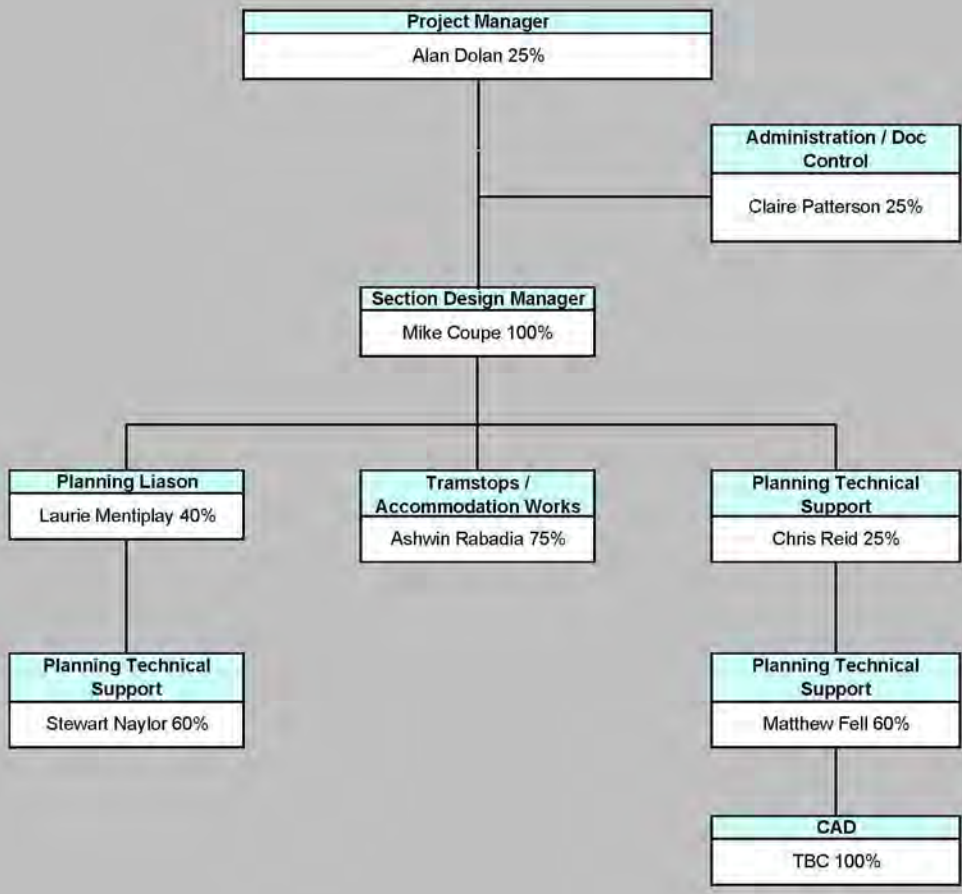 Project Manager
Alan Dolan 25%
Administration / Doc
Control
Claire Patterson 25%
Section Design Manager
Mike Coupe 100%
Planning Liason
Laurie Mentiplay 40%
Tramstops /
Accommodation Works
Ashwin Rabadia 75%
Planning Technical
Support
Chris Reid 25%
Planning Technical
Support
Stewart Naylor 60%
Planning Technical
Support
Matthew Fell 60%
CAD
TBC 100%